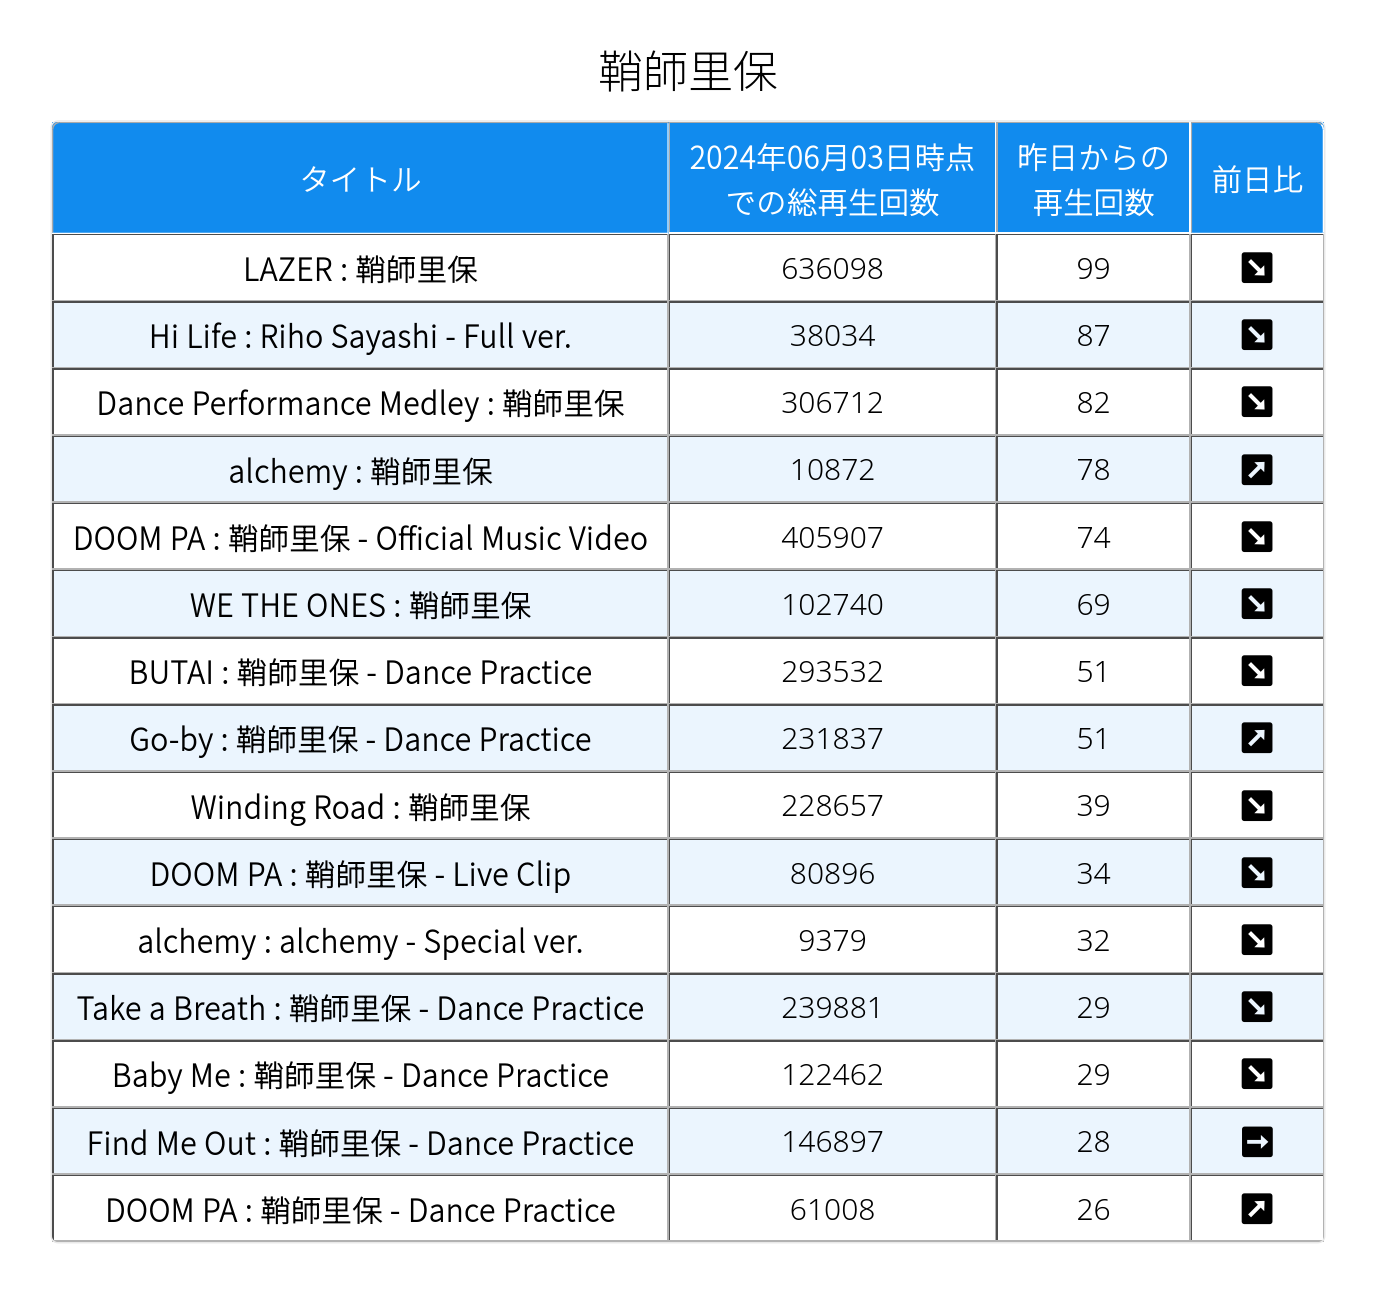 鞘師里保
タイトル
2024年06月03日時点
での総再生回数
昨日からの
再生回数
前日比
LAZER : 鞘師里保 636098 99
Hi Life : Riho Sayashi - Full ver. 38034 87
Dance Performance Medley : 鞘師里保 306712 82
alchemy : 鞘師里保 10872 78
DOOM PA : 鞘師里保 - Official Music Video 405907 74
WE THE ONES : 鞘師里保 102740 69
BUTAI : 鞘師里保 - Dance Practice 293532 51
Go-by : 鞘師里保 - Dance Practice 231837 51
Winding Road : 鞘師里保 228657 39
DOOM PA : 鞘師里保 - Live Clip 80896 34
alchemy : alchemy - Special ver. 9379 32
Take a Breath : 鞘師里保 - Dance Practice 239881 29
Baby Me : 鞘師里保 - Dance Practice 122462 29
Find Me Out : 鞘師里保 - Dance Practice 146897 28
DOOM PA : 鞘師里保 - Dance Practice 61008 26